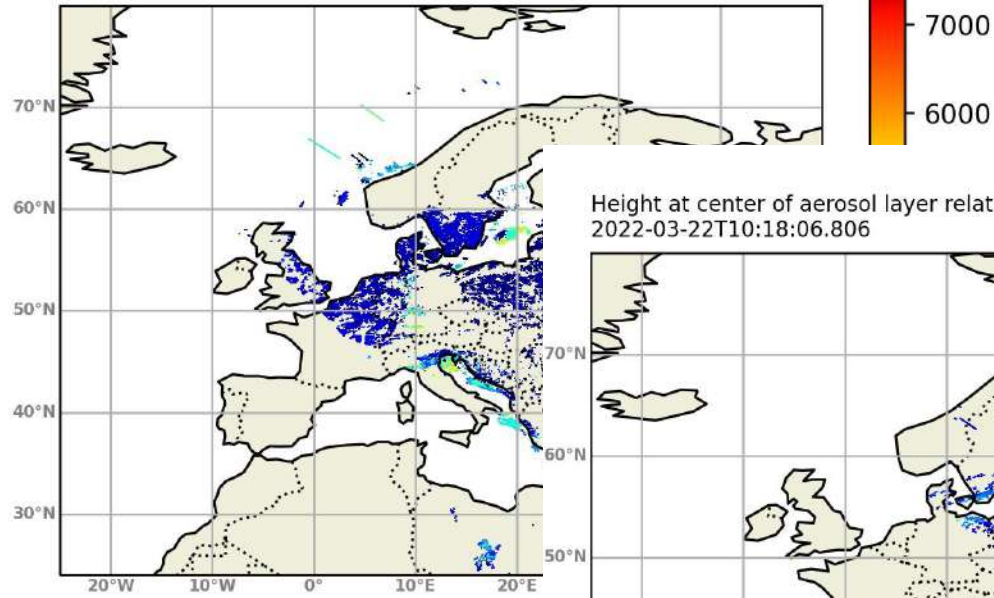 7000
6000
70°N
60°N
50°N
40°N
30°N
20°W
10°W
0°
10°E
20°E
Height at center of aerosol layer relat
2022-03-22T10:18:06.806
70°N
60°N
50°N